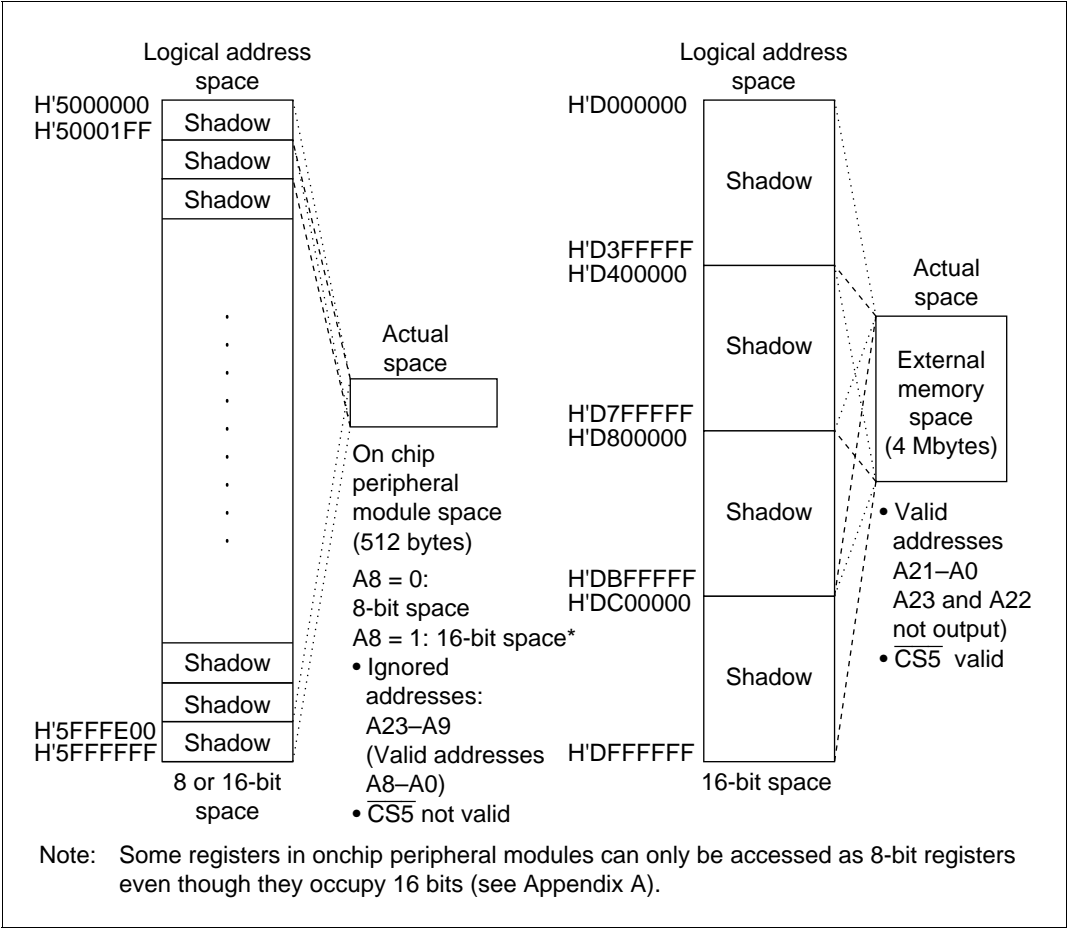 Logical address
space
H'5000000
H'50001FF
Shadow
Shadow
Shadow
Shadow
Shadow
Shadow
H'5FFFE00
H'5FFFFFF
8 or 16-bit
space
Actual
space
On chip
peripheral
module space
(512 bytes)
A8 = 0:
8-bit space
A8 = 1: 16-bit space*
• Ignored
addresses:
A23–A9
(Valid addresses
A8–A0)
• CS5 not valid
Logical address
space
H'D000000
Shadow
H'D3FFFFF
H'D400000
Shadow
H'D7FFFFF
H'D800000
Shadow
H'DBFFFFF
H'DC00000
Shadow
H'DFFFFFF
16-bit space
Actual
space
External
memory
space
(4 Mbytes)
• Valid
addresses
A21–A0
A23 and A22
not output)
• CS5 valid
Note: Some registers in onchip peripheral modules can only be accessed as 8-bit registers
even though they occupy 16 bits (see Appendix A).